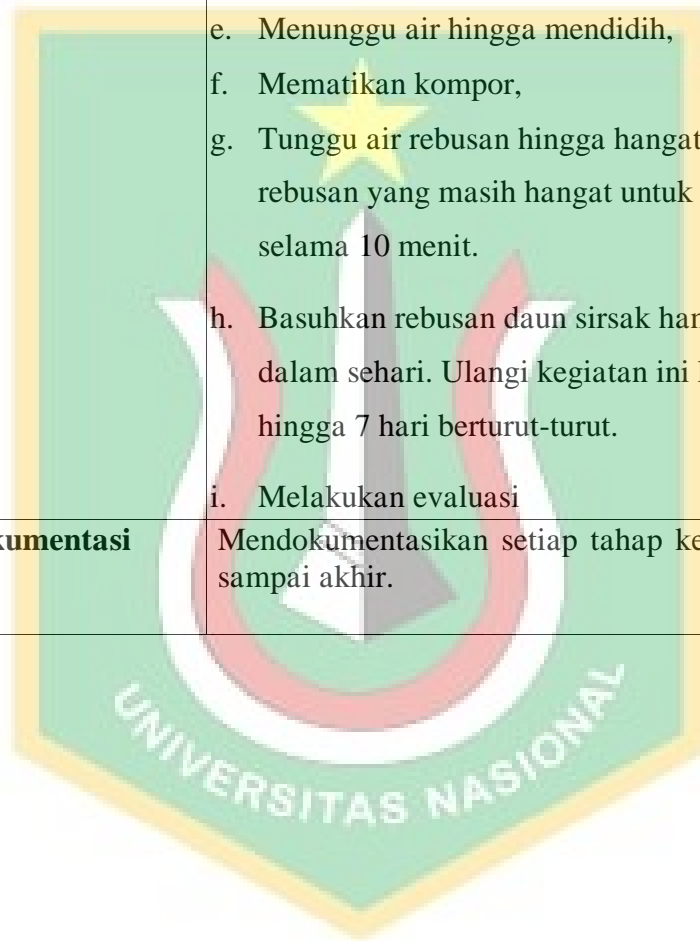 e. Menunggu air hingga mendidih,
f. Mematikan kompor,
g. Tunggu air rebusan hingga hangat
rebusan yang masih hangat untuk
selama 10 menit.
h. Basuhkan rebusan daun sirsak
dalam sehari. Ulangi kegiatan ini
hingga 7 hari berturut-turut.
i. Melakukan evaluasi
kumentasi Mendokumentasikan setiap tahap
sampai akhir.
UNIVERSITAS NASIONAL